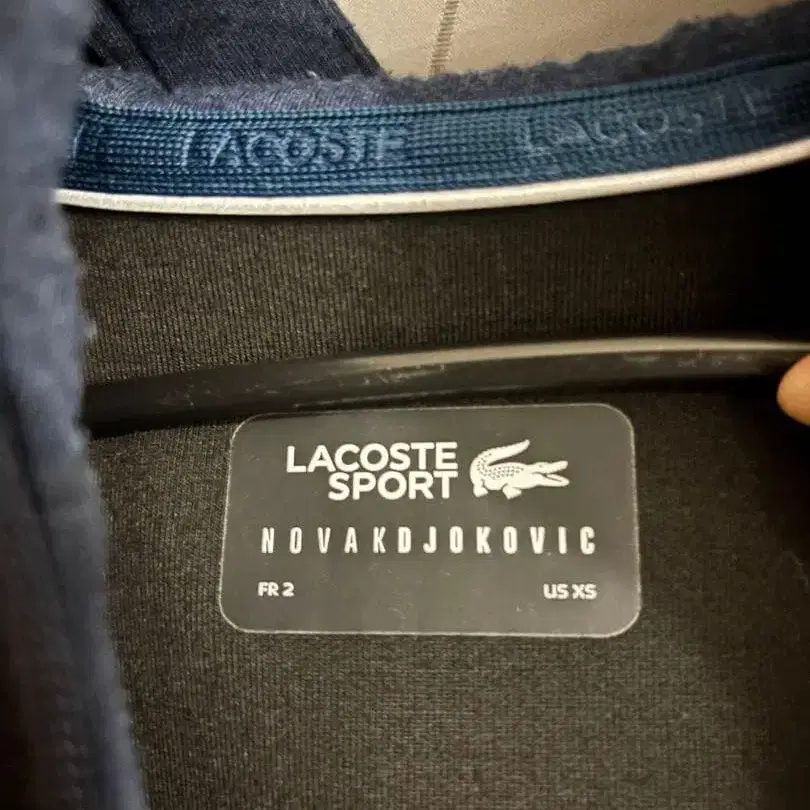 LACOSTE LACOSTE
LACOSTE
SPORT
NOVAKDJOKOVIC
FR 2 US XS